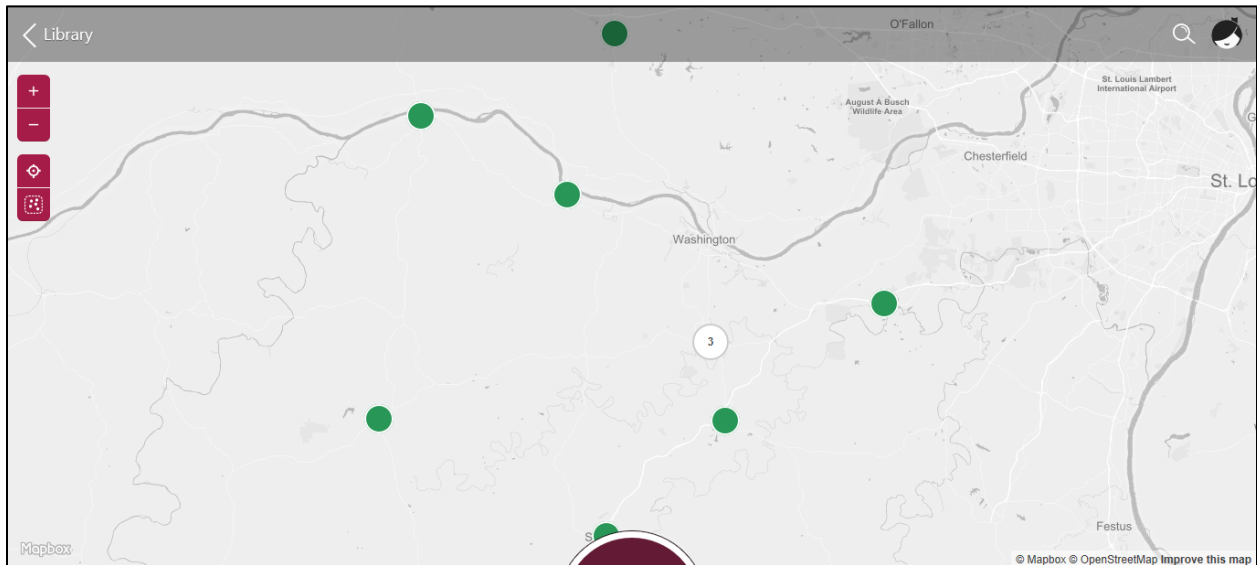 Library
O'Fallon
+
−
St. Louis Lambert
International Airport
August A Busch
Wildlife Area
Chesterfield
St. Lo
Washington
3
S
Festus
Mapbox
© Mapbox © OpenStreetMap Improve this map